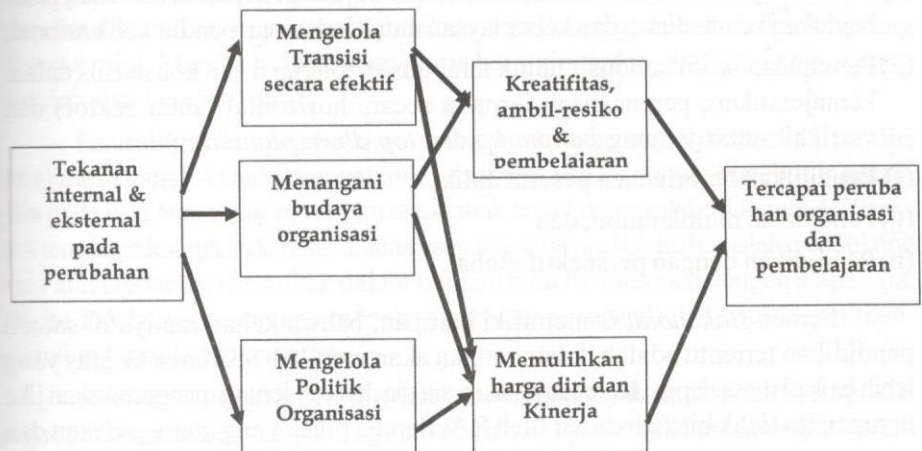 Tekanan
internal &
eksternal
pada
perubahan
Mengelola
Transisi
secara efektif
Menangani
budaya
organisasi
Mengelola
Politik
Organisasi
Kreatifitas,
ambil-resiko
&
pembelajaran
Memulihkan
harga diri dan
Kinerja
Tercapai peruba
han organisasi
dan
pembelajaran